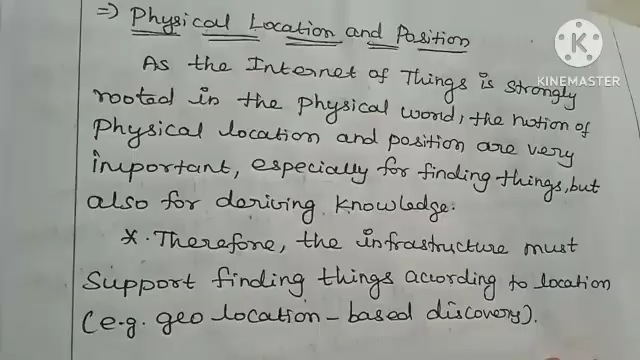 ⇒ Physical Location and Position
As the Internet of Things is strongly
rooted in the physical word, the notion of
physical location and position are very
important, especially for finding things, but
also for deriving knowledge.
*. Therefore, the infrastructure must
Support finding things according to location
(e.g. geo location-based discovery).
K
KINEMASTER